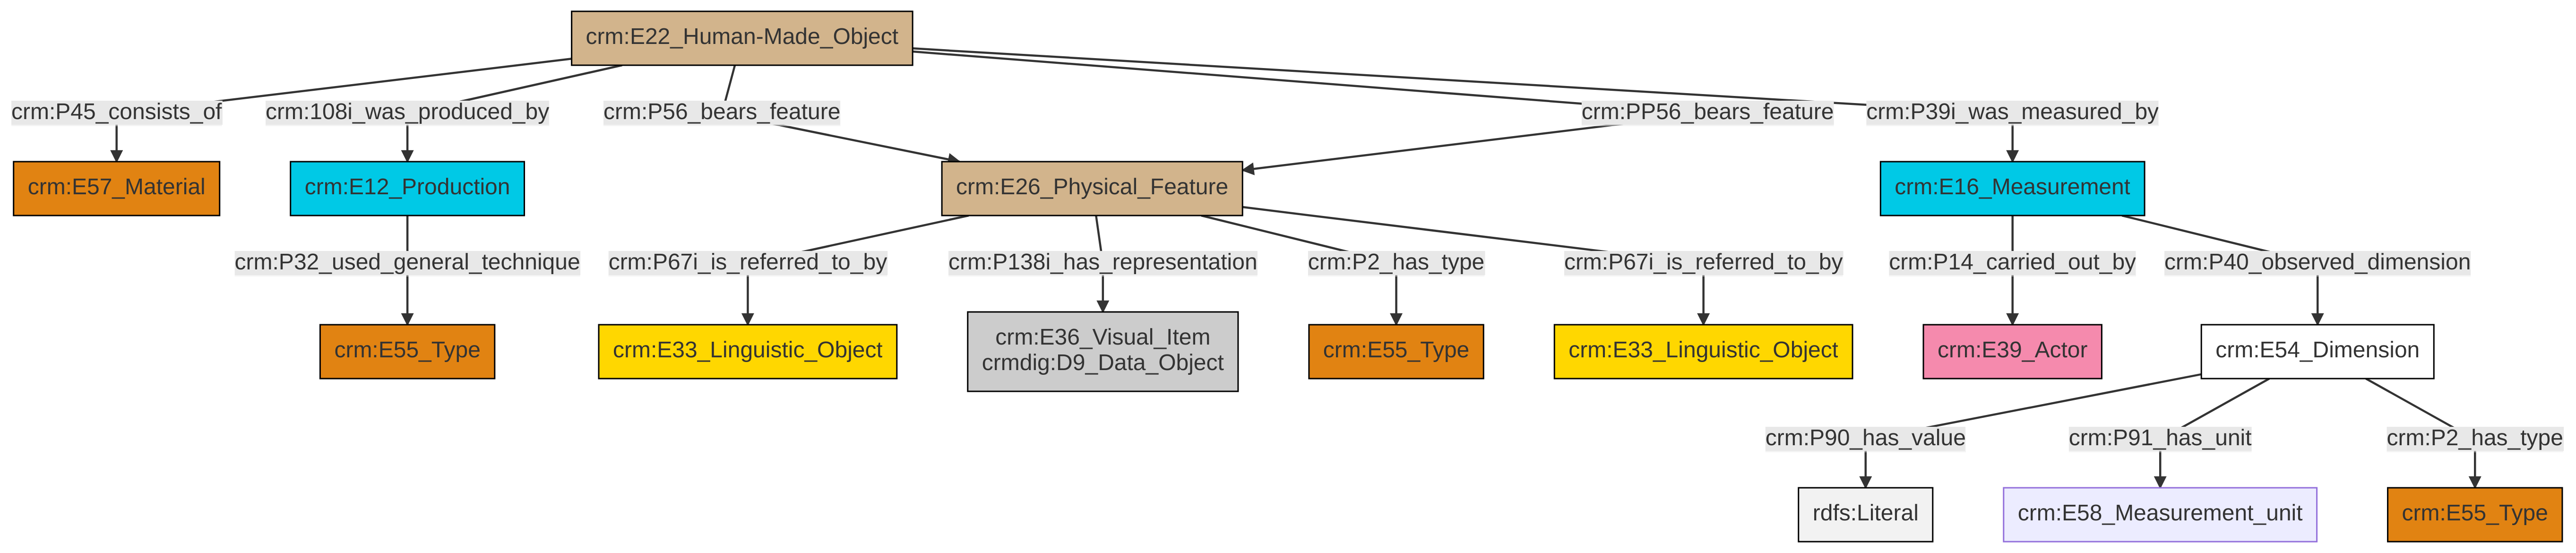 crm:E22_Human-Made_Object
crm:P45_consists_of
crm:108i_was_produced_by
crm:P56_bears_feature
crm:PP56_bears_feature
crm:P39i_was_measured_by
crm:E57_Material
crm:E12_Production
crm:E26_Physical_Feature
crm:E16_Measurement
crm:P32_used_general_technique
crm:P67i_is_referred_to_by
crm:P138i_has_representation
crm:P2_has_type
crm:P67i_is_referred_to_by
crm:P14_carried_out_by
crm:P40_observed_dimension
crm:E55_Type
crm:E33_Linguistic_Object
crm:E36_Visual_Item
crmdig:D9_Data_Object
crm:E55_Type
crm:E33_Linguistic_Object
crm:E39_Actor
crm:E54_Dimension
crm:P90_has_value
crm:P91_has_unit
crm:P2_has_type
rdfs:Literal
crm:E58_Measurement_unit
crm:E55_Type